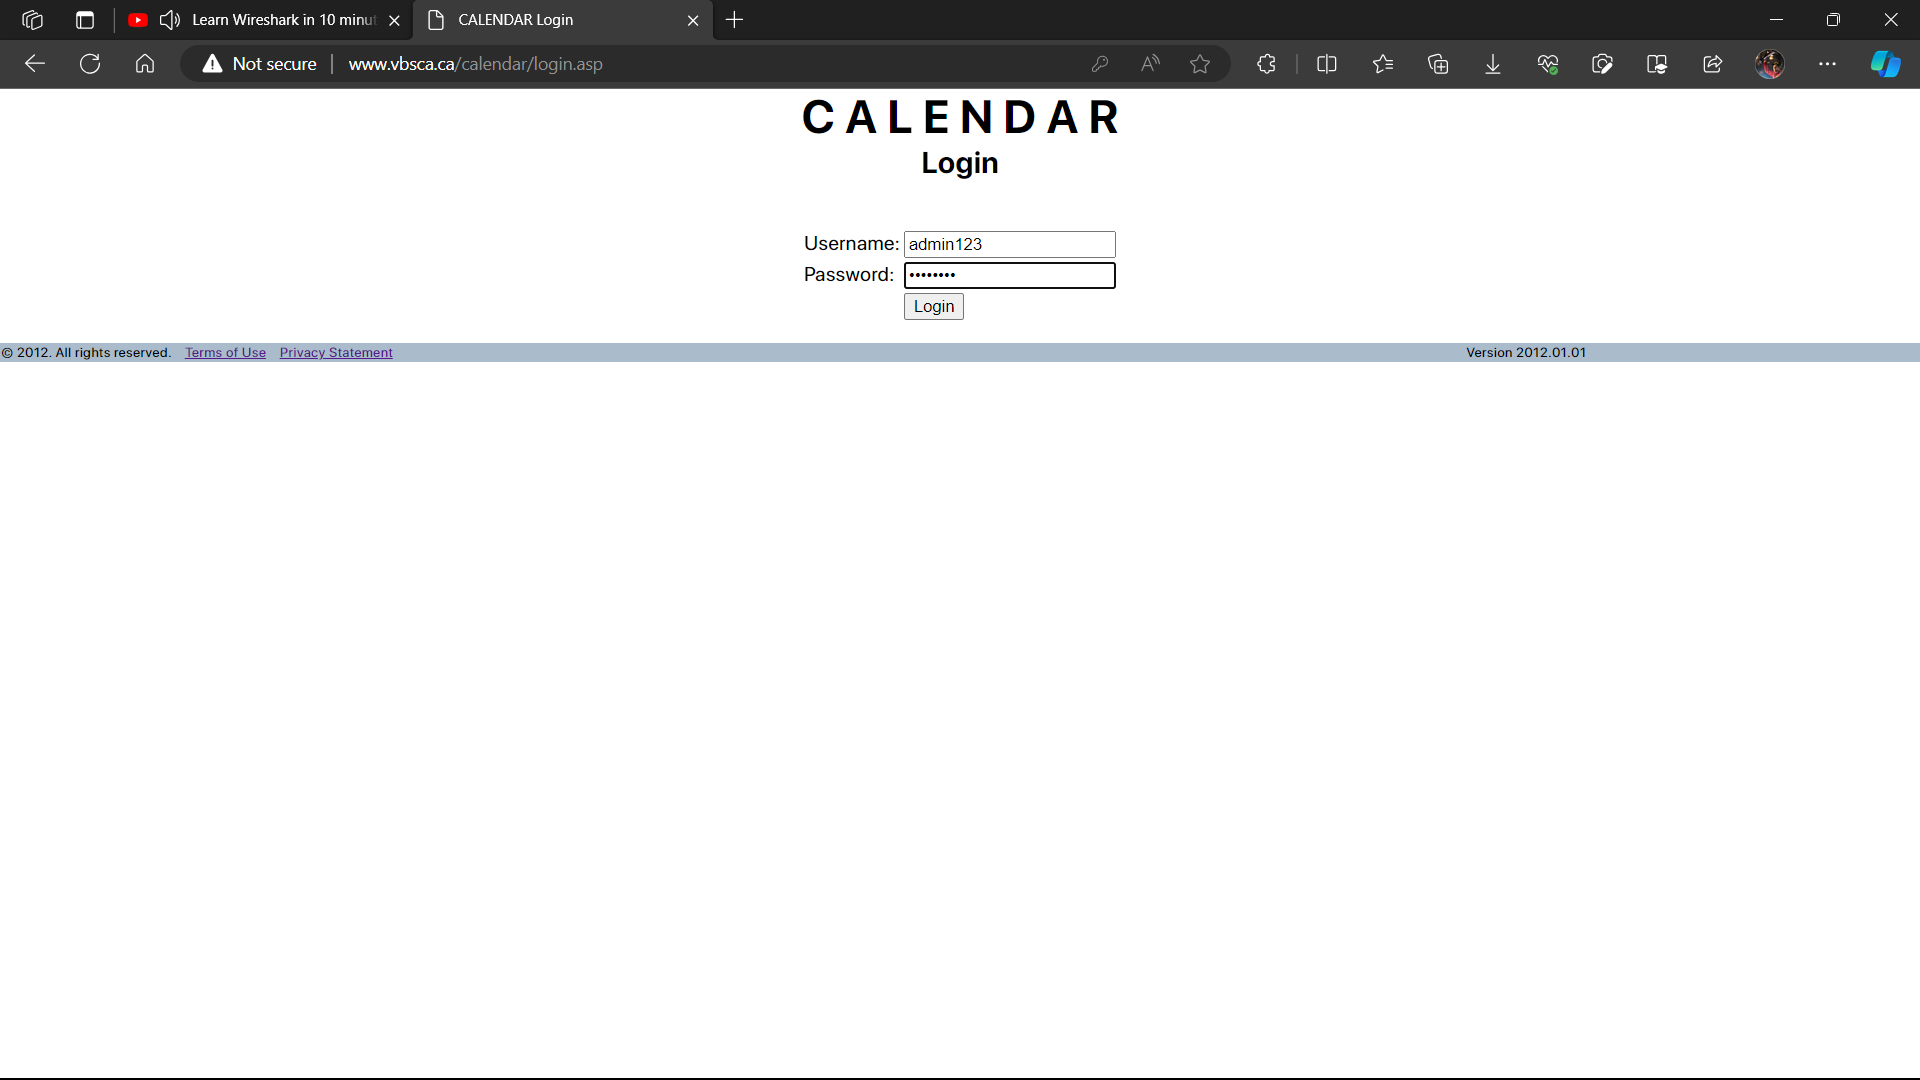 Learn Wireshark in 10 minut
CALENDAR Login
Not secure
www.vbsca.ca/calendar/login.asp
CALENDAR
Login
Username: admin123
Password: ••••••••
Login
© 2012. All rights reserved. Terms of Use Privacy Statement Version 2012.01.01